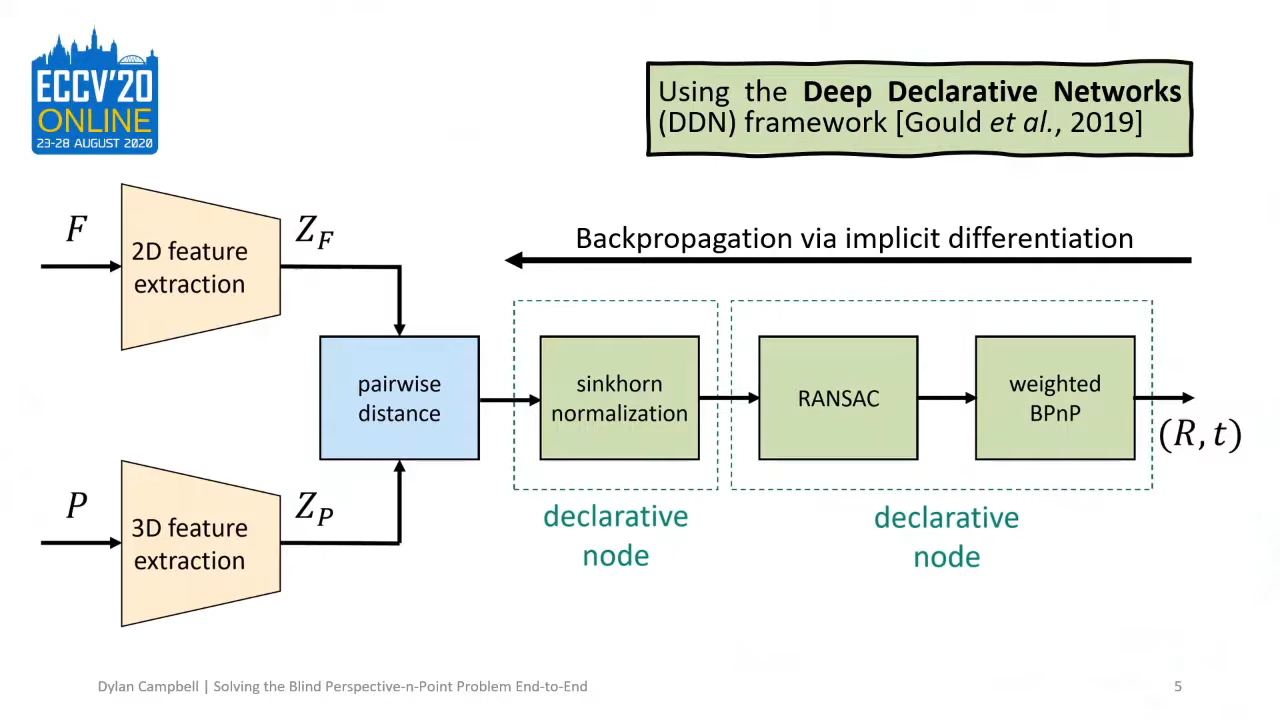 ECCV'20
ONLINE
23-28 AUGUST 2020
Using the Deep Declarative Networks
(DDN) framework [Gould et al., 2019]
F
2D feature
extraction
Z_F
Backpropagation via implicit differentiation
pairwise
distance
sinkhorn
normalization
RANSAC
weighted
BPnP
(R, t)
P
3D feature
extraction
Z_P
declarative
node
declarative
node
Dylan Campbell | Solving the Blind Perspective-n-Point Problem End-to-End
5